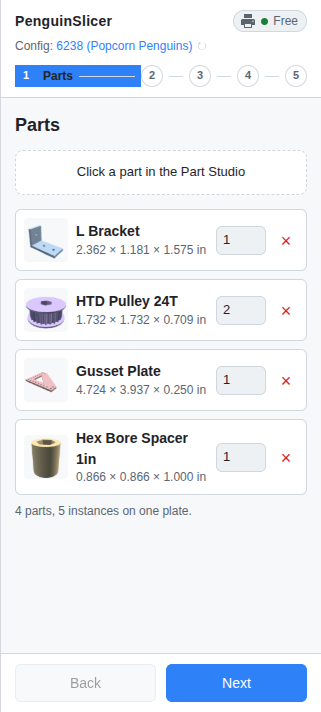 PenguinSlicer
Free
Config: 6238 (Popcorn Penguins)
1 Parts 2 3 4 5
Parts
Click a part in the Part Studio
L Bracket
2.362 × 1.181 × 1.575 in
1
×
HTD Pulley 24T
1.732 × 1.732 × 0.709 in
2
×
Gusset Plate
4.724 × 3.937 × 0.250 in
1
×
Hex Bore Spacer
1in
0.866 × 0.866 × 1.000 in
1
×
4 parts, 5 instances on one plate.
Back
Next